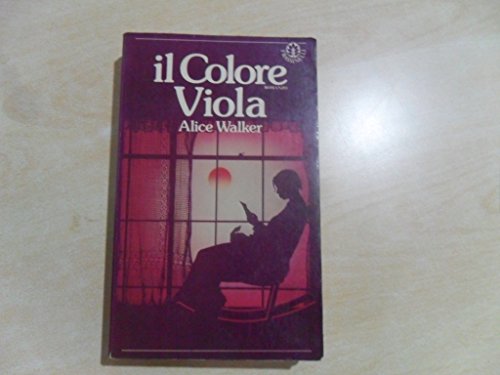 il Colore
ROMANZO
Viola
Alice Walker